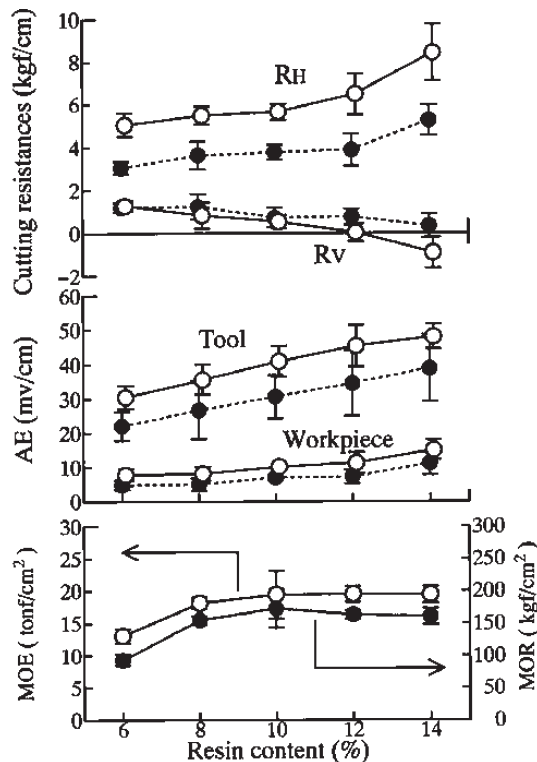 Cutting resistances (kgf/cm)
10
8
6
4
2
0
−2
RH
RV
AE (mv/cm)
60
50
40
30
20
10
0
Tool
Workpiece
MOE ( tonf/cm²)
30
25
20
15
10
5
0
300
250
200
150
100
50
0
MOR( kgf/cm²)
6 8 10 12 14
Resin content (%)